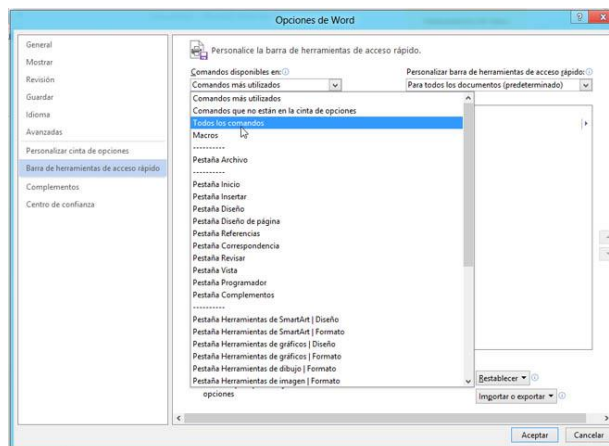 Opciones de Word
General
Mostrar
Revisión
Guardar
Idioma
Avanzadas
Personalizar cinta de opciones
Barra de herramientas de acceso rápido
Complementos
Centro de confianza
Personalice la barra de herramientas de acceso rápido.
Comandos disponibles en:
Personalizar barra de herramientas de acceso rápido:
Comandos más utilizados
Para todos los documentos (predeterminado)
Comandos más utilizados
Comandos que no están en la cinta de opciones
Todos los comandos
Macros
----------
Pestaña Archivo
----------
Pestaña Inicio
Pestaña Insertar
Pestaña Diseño
Pestaña Diseño de página
Pestaña Referencias
Pestaña Correspondencia
Pestaña Revisar
Pestaña Vista
Pestaña Programador
Pestaña Complementos
----------
Pestaña Herramientas de SmartArt | Diseño
Pestaña Herramientas de SmartArt | Formato
Pestaña Herramientas de gráficos | Diseño
Pestaña Herramientas de gráficos | Formato
Pestaña Herramientas de dibujo | Formato
Pestaña Herramientas de imagen | Formato
opciones
Restablecer
Importar o exportar
Aceptar
Cancelar